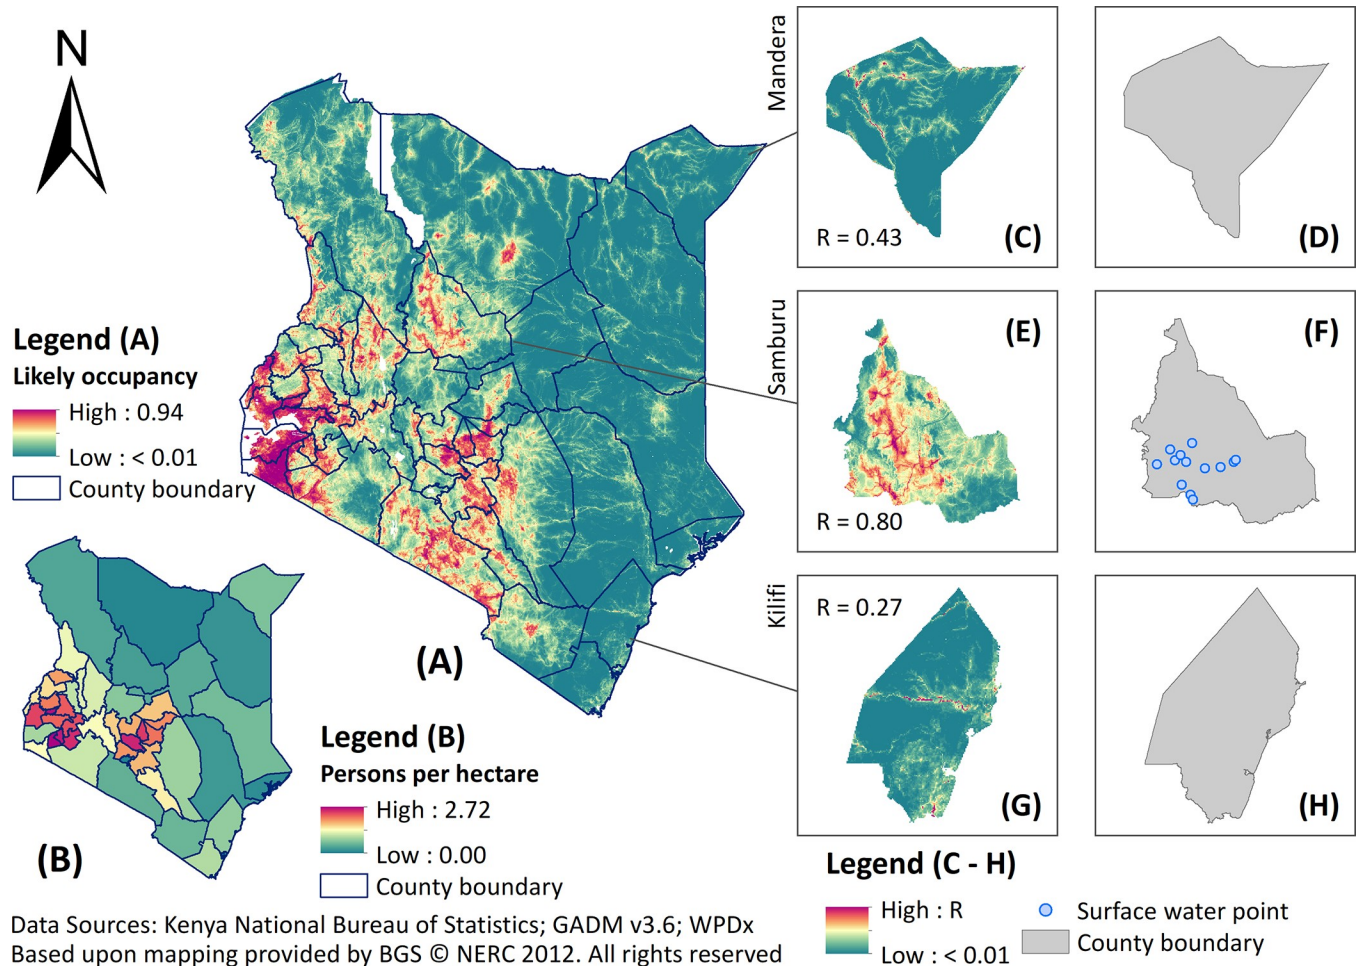 N
Legend (A)
Likely occupancy
High : 0.94
Low : < 0.01
County boundary
(A)
(B)
Legend (B)
Persons per hectare
High : 2.72
Low : 0.00
County boundary
Mandera
R = 0.43
(C)
(D)
Samburu
(E)
R = 0.80
(F)
Kilifi
R = 0.27
(G)
(H)
Legend (C - H)
High : R
Low : < 0.01
Surface water point
County boundary
Data Sources: Kenya National Bureau of Statistics; GADM v3.6; WPDx
Based upon mapping provided by BGS © NERC 2012. All rights reserved